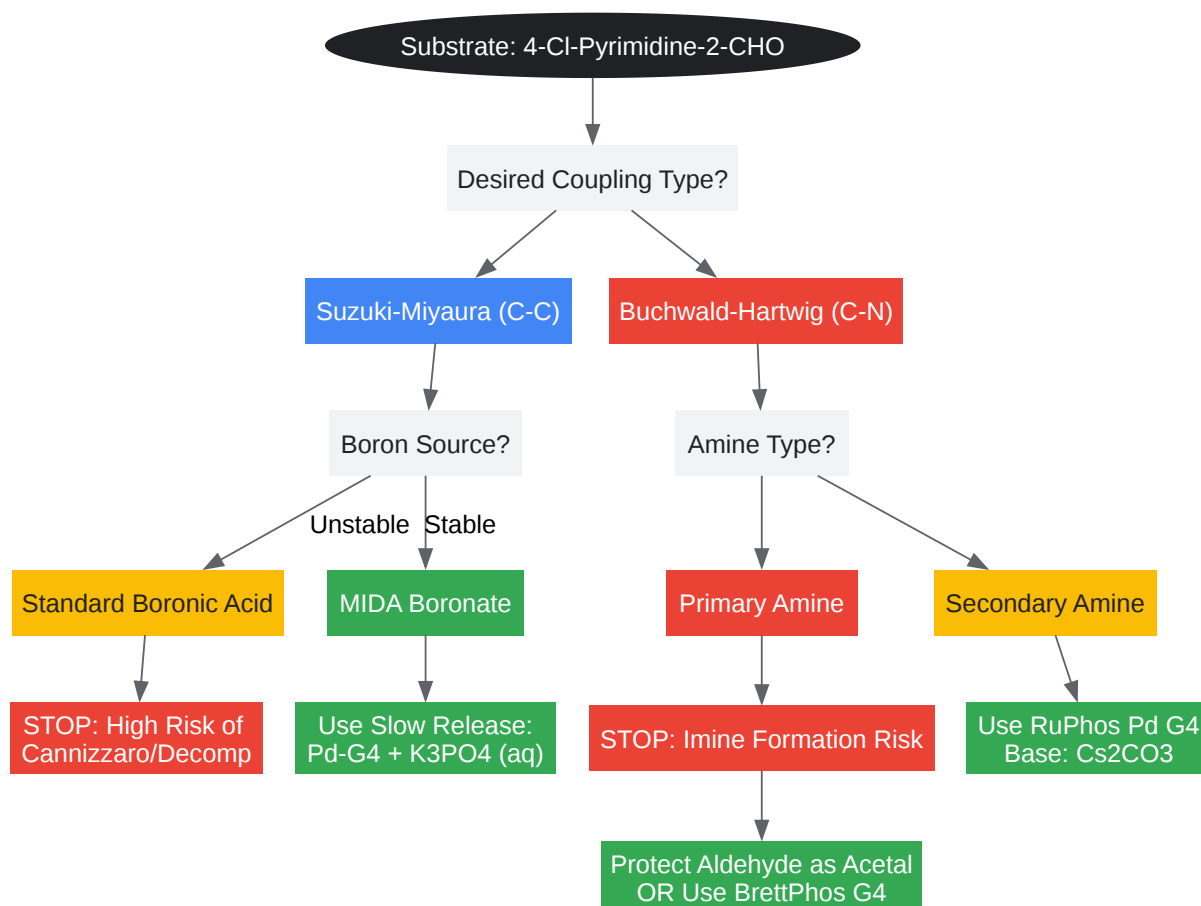 Substrate: 4-Cl-Pyrimidine-2-CHO
Desired Coupling Type?
Suzuki-Miyaura (C-C)
Buchwald-Hartwig (C-N)
Boron Source?
Amine Type?
Unstable
Stable
Standard Boronic Acid
MIDA Boronate
Primary Amine
Secondary Amine
STOP: High Risk of
Cannizzaro/Decomp
Use Slow Release:
Pd-G4 + K3PO4 (aq)
STOP: Imine Formation Risk
Use RuPhos Pd G4
Base: Cs2CO3
Protect Aldehyde as Acetal
OR Use BrettPhos G4